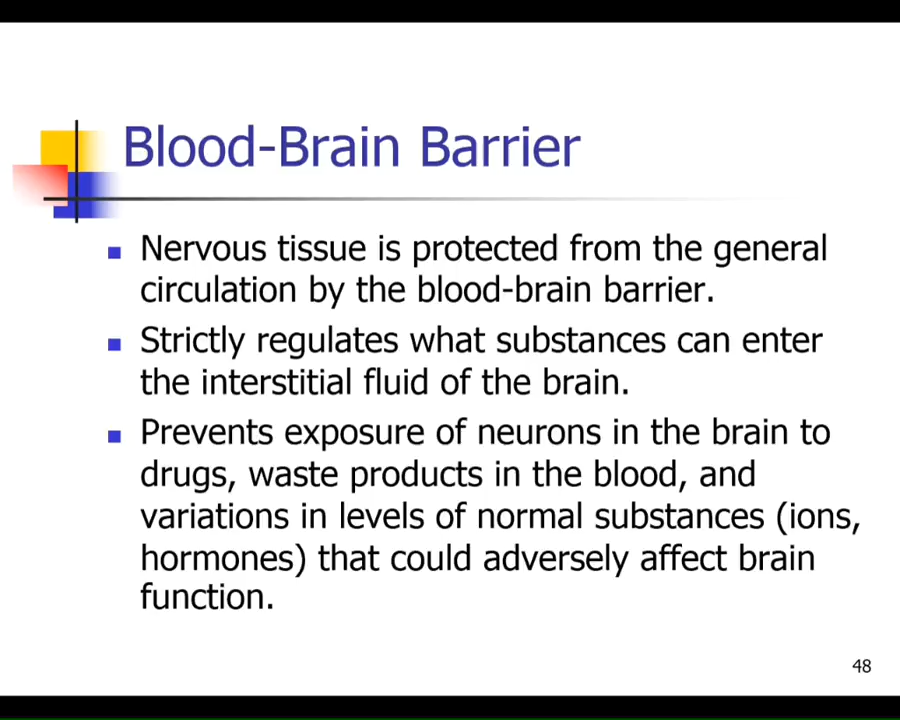 Blood-Brain Barrier
Nervous tissue is protected from the general
circulation by the blood-brain barrier.
Strictly regulates what substances can enter
the interstitial fluid of the brain.
Prevents exposure of neurons in the brain to
drugs, waste products in the blood, and
variations in levels of normal substances (ions,
hormones) that could adversely affect brain
function.
48